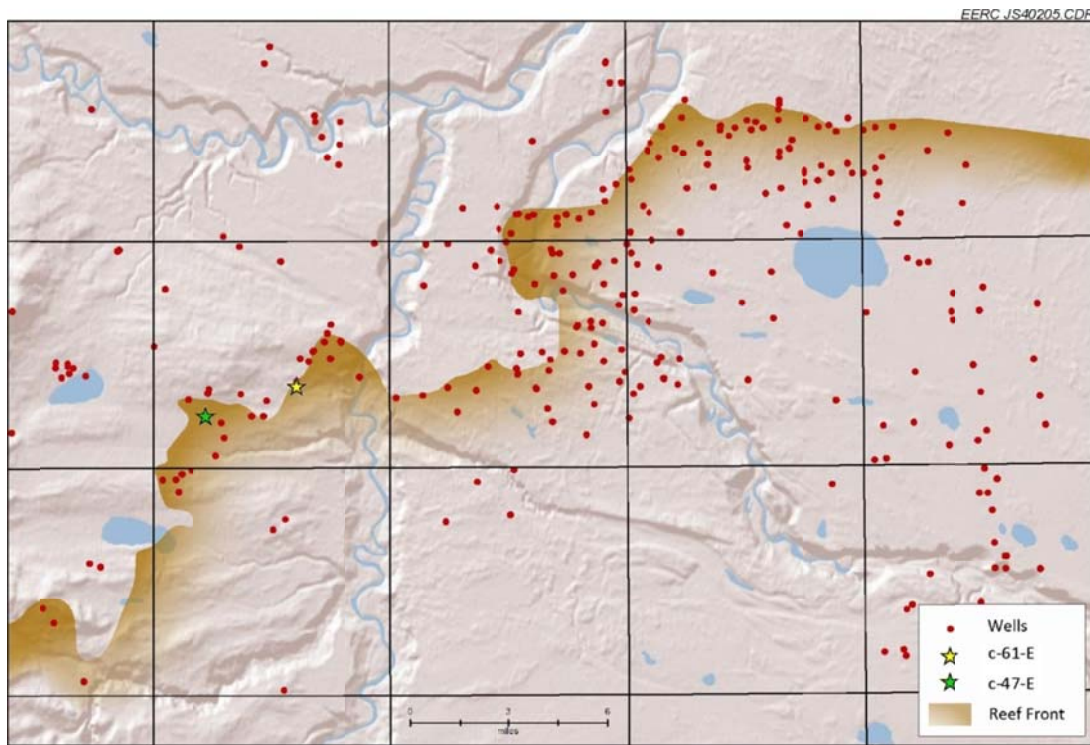 EERC JS40205.CDR
0 3 6
miles
Wells
c-61-E
c-47-E
Reef Front